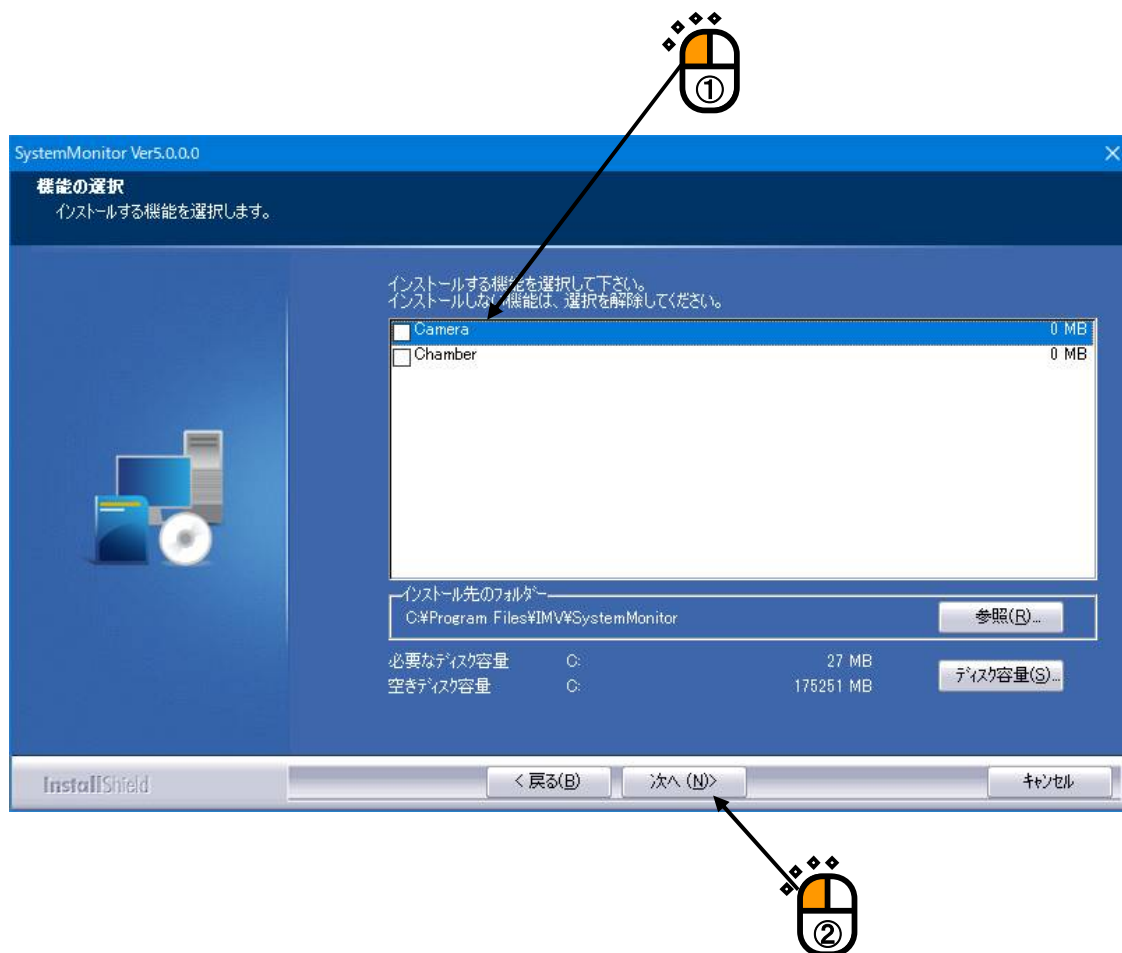 ①
SystemMonitor Ver5.0.0.0
機能の選択
インストールする機能を選択します。
インストールする機能を選択して下さい。
インストールしない機能は、選択を解除してください。
Camera 0 MB
Chamber 0 MB
インストール先のフォルダー
C:¥Program Files¥IMV¥SystemMonitor
参照(R)...
必要なディスク容量 C: 27 MB
空きディスク容量 C: 175251 MB
ディスク容量(S)...
InstallShield
< 戻る(B)
次へ (N)>
キャンセル
②